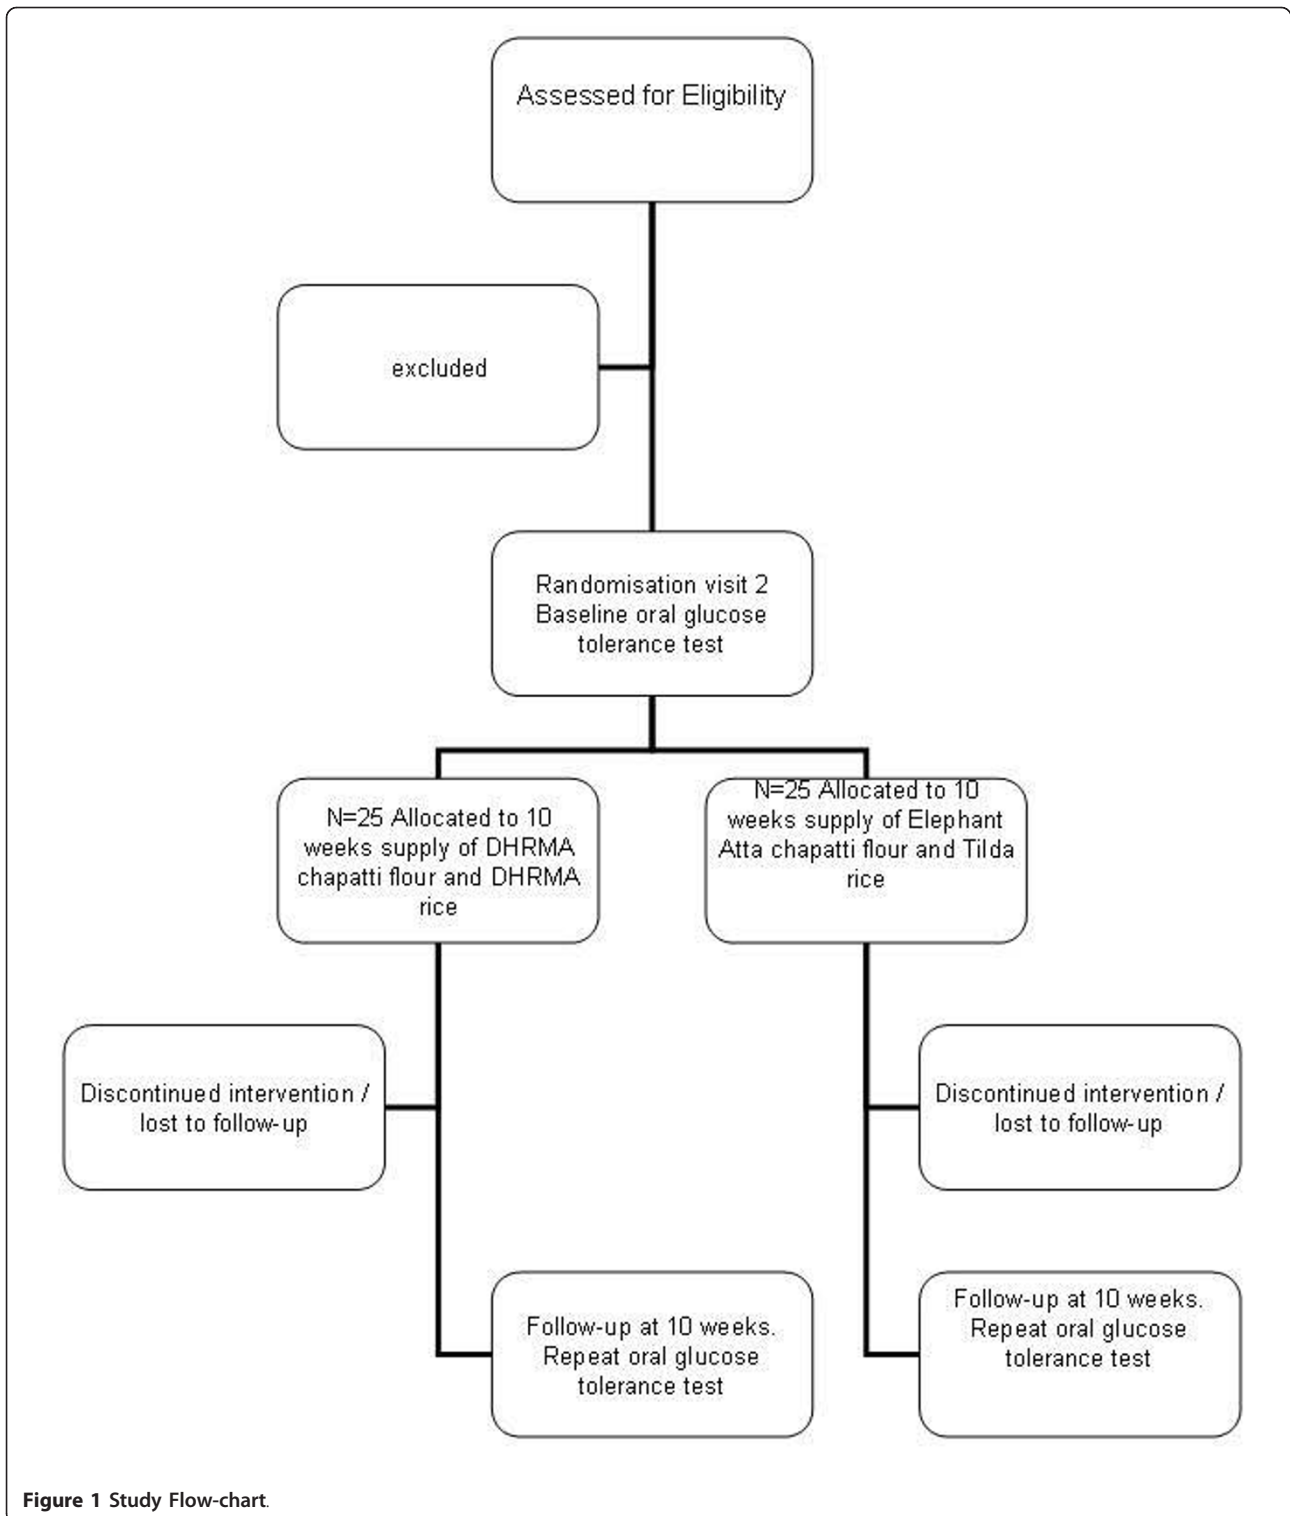 Assessed for Eligibility
excluded
Randomisation visit 2
Baseline oral glucose
tolerance test
N=25 Allocated to 10
weeks supply of DHRMA
chapatti flour and DHRMA
rice
N=25 Allocated to 10
weeks supply of Elephant
Atta chapatti flour and Tilda
rice
Discontinued intervention /
lost to follow-up
Discontinued intervention /
lost to follow-up
Follow-up at 10 weeks.
Repeat oral glucose
tolerance test
Follow-up at 10 weeks.
Repeat oral glucose
tolerance test
Figure 1 Study Flow-chart.